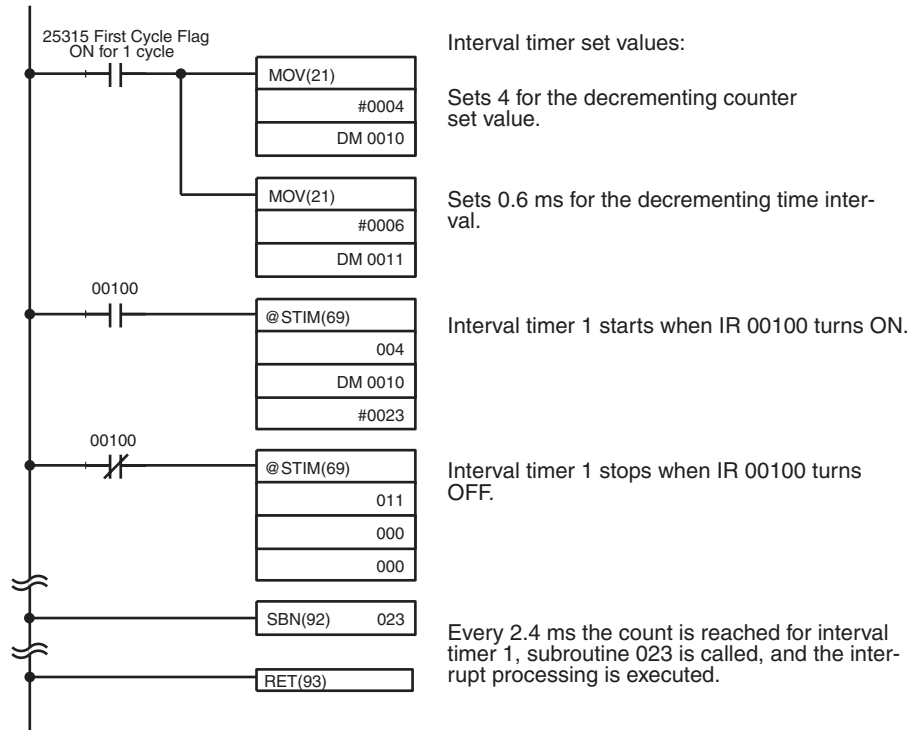 25315 First Cycle Flag
ON for 1 cycle
Interval timer set values:
MOV(21)
#0004
DM 0010
Sets 4 for the decrementing counter
set value.
MOV(21)
#0006
DM 0011
Sets 0.6 ms for the decrementing time inter-
val.
00100
@STIM(69)
004
DM 0010
#0023
Interval timer 1 starts when IR 00100 turns ON.
00100
@STIM(69)
011
000
000
Interval timer 1 stops when IR 00100 turns
OFF.
SBN(92) 023
Every 2.4 ms the count is reached for interval
timer 1, subroutine 023 is called, and the inter-
rupt processing is executed.
RET(93)